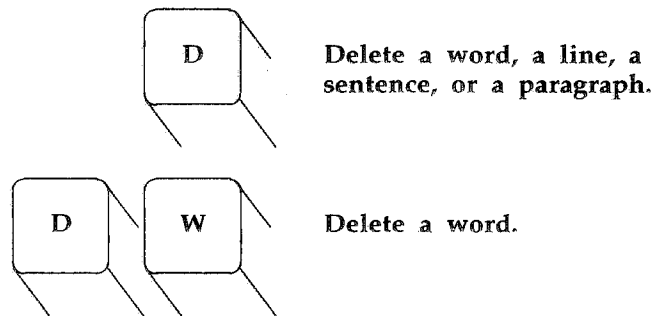 D
Delete a word, a line, a
sentence, or a paragraph.
D W
Delete a word.